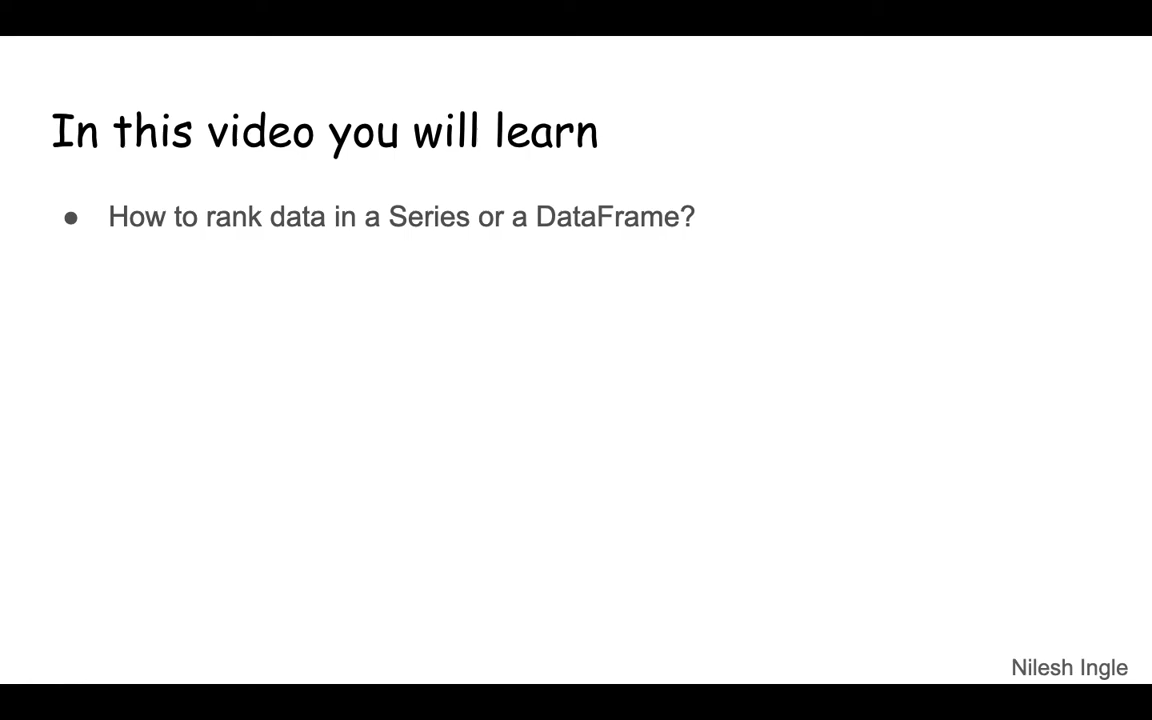 In this video you will learn
● How to rank data in a Series or a DataFrame?
Nilesh Ingle